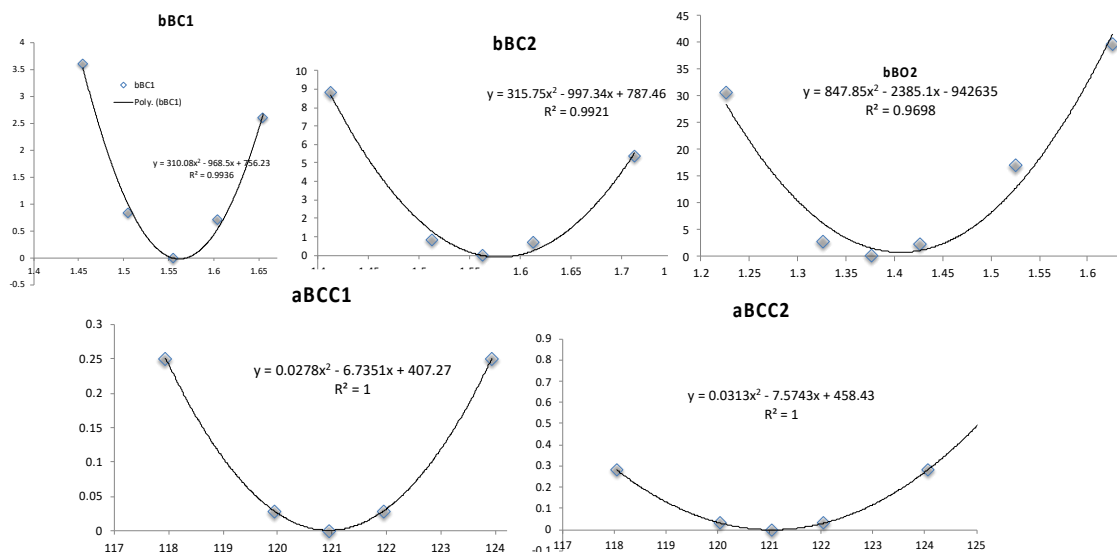 bBC1
4
3.5
3
2.5
2
1.5
1
0.5
0
1.4 1.45 1.5 1.55 1.6 1.65
bBC1
Poly. (bBC1)
y = 310.08x² - 968.5x + 756.23
R² = 0.9936
bBC2
10
9
8
7
6
5
4
3
2
1
0
1.45 1.5 1.55 1.6 1.65 1.7
y = 315.75x² - 997.34x + 787.46
R² = 0.9921
45
40
35
30
25
20
15
10
5
0
1.2 1.25 1.3 1.35 1.4 1.45 1.5 1.55 1.6
bBO2
y = 847.85x² - 2385.1x - 942635
R² = 0.9698
aBCC1
0.3
0.25
0.2
0.15
0.1
0.05
0
117 118 119 120 121 122 123 124
y = 0.0278x² - 6.7351x + 407.27
R² = 1
aBCC2
0.9
0.8
0.7
0.6
0.5
0.4
0.3
0.2
0.1
0
-0.1
117 118 119 120 121 122 123 124 125
y = 0.0313x² - 7.5743x + 458.43
R² = 1